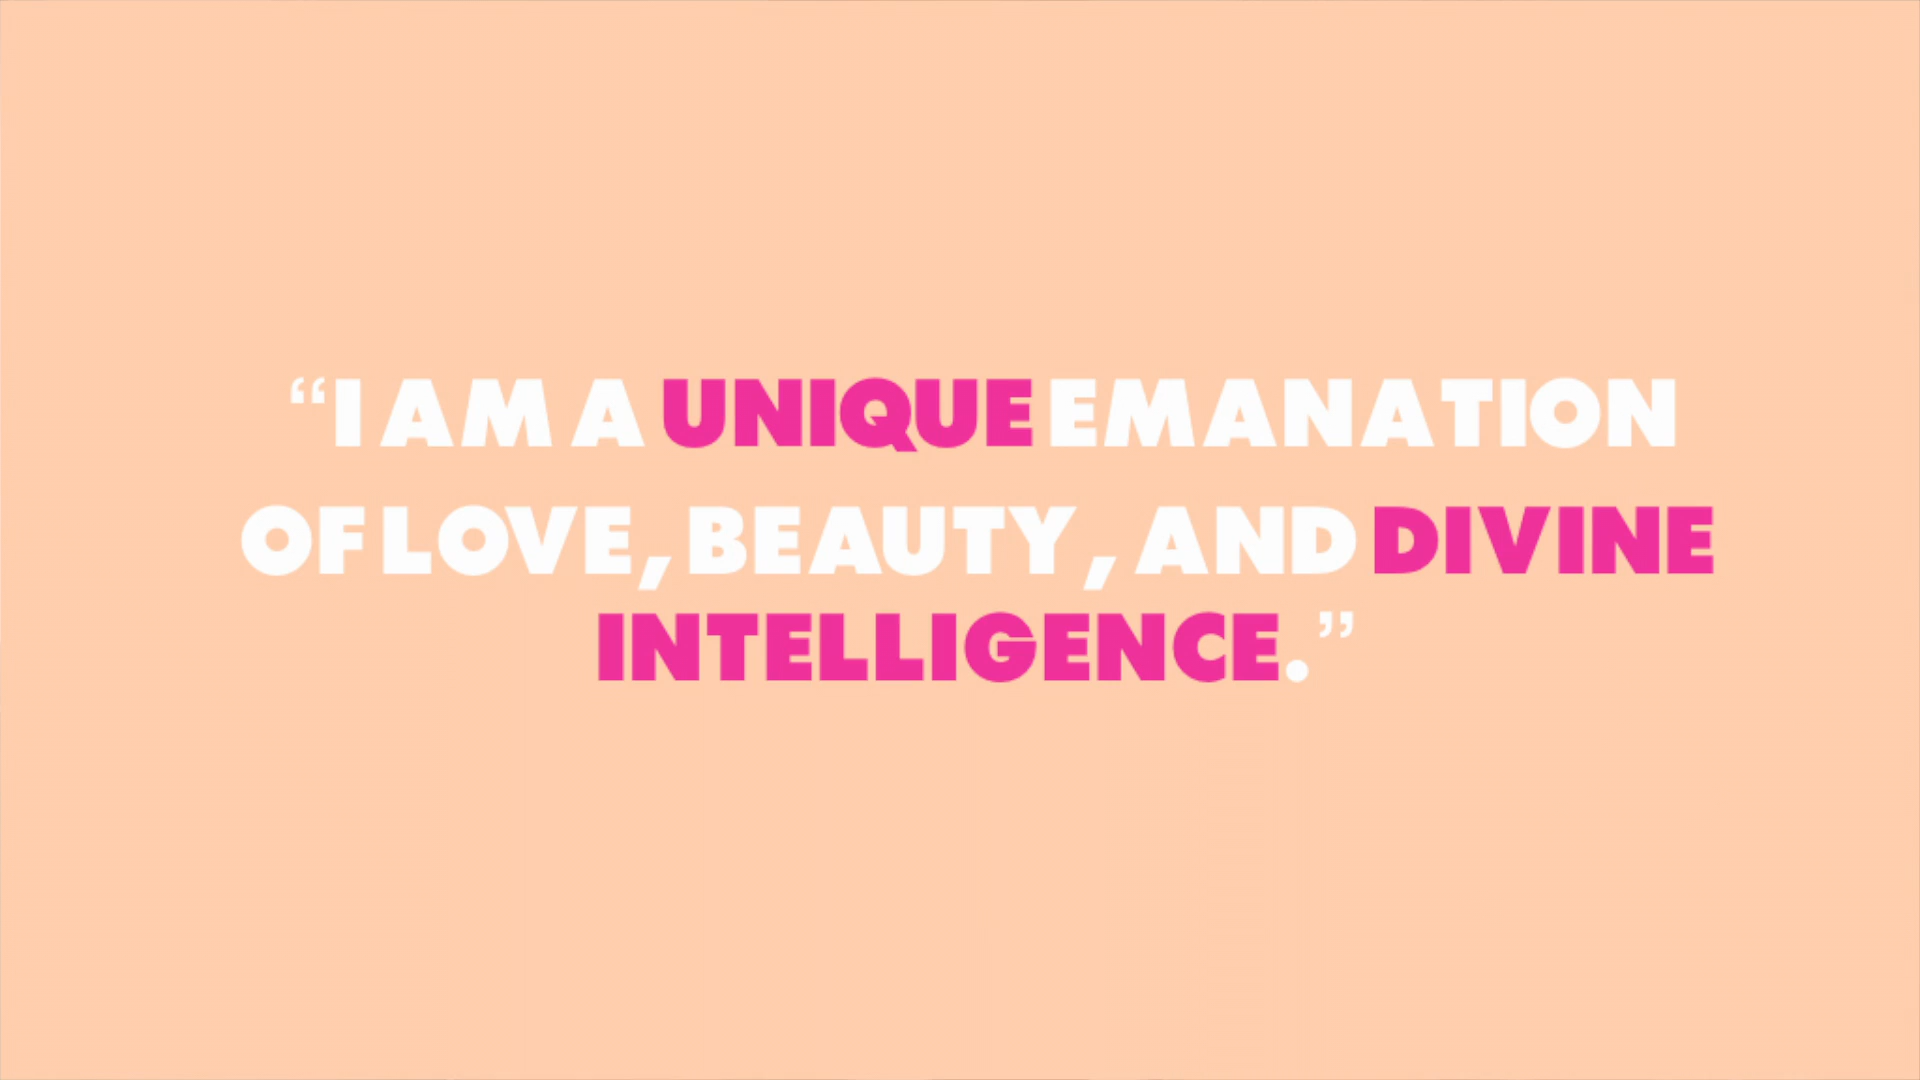 “I AM A UNIQUE EMANATION
OF LOVE, BEAUTY, AND DIVINE
INTELLIGENCE.”